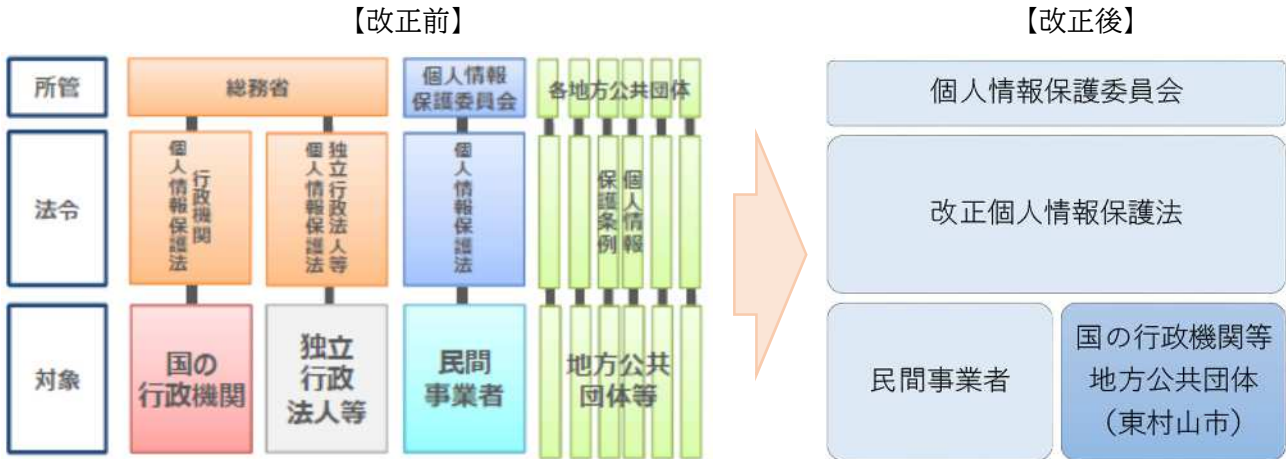 【改正前】
【改正後】
所管
総務省
個人情報
保護委員会
各地方公共団体
法令
行政機関
個人情報保護法
独立行政法人等
個人情報保護法
個人情報保護法
個人情報
保護条例
対象
国の
行政機関
独立
行政
法人等
民間
事業者
地方公共
団体等
個人情報保護委員会
改正個人情報保護法
民間事業者
国の行政機関等
地方公共団体
（東村山市）